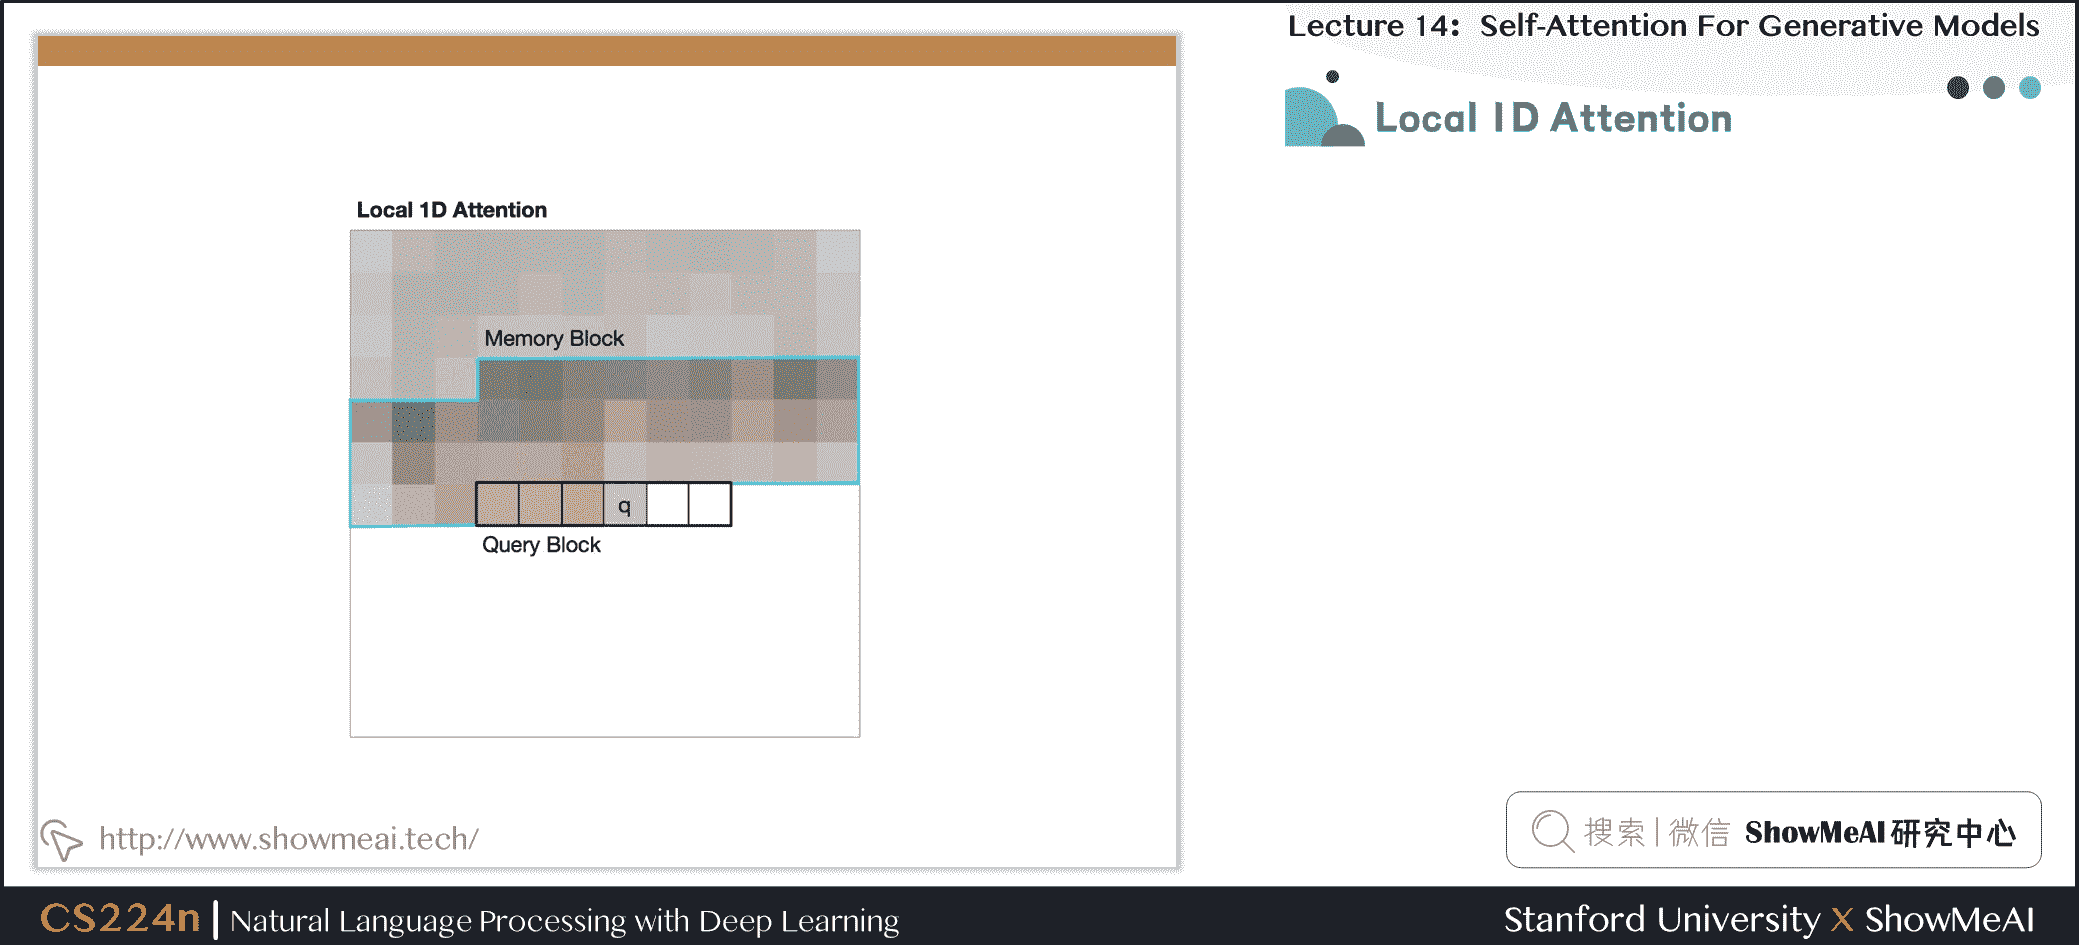 Lecture 14: Self-Attention For Generative Models
Local 1D Attention
Local 1D Attention
Memory Block
q
Query Block
http://www.showmeai.tech/
搜索 | 微信 ShowMeAI 研究中心
CS224n | Natural Language Processing with Deep Learning
Stanford University X ShowMeAI